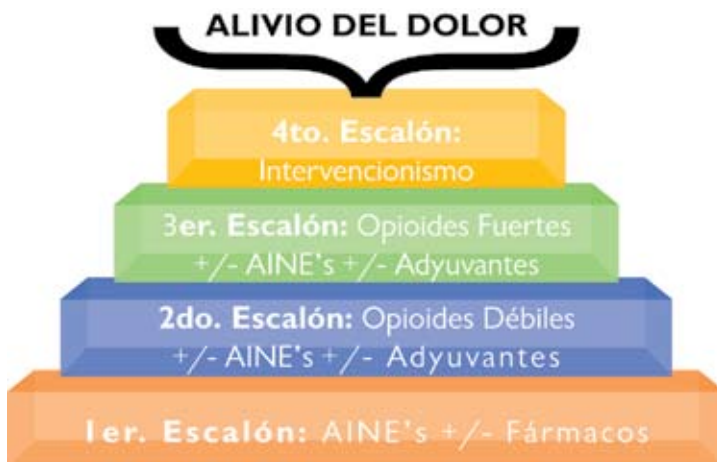 ALIVIO DEL DOLOR
4to. Escalón:
Intervencionismo
3er. Escalón: Opioides Fuertes
+/- AINE's +/- Adyuvantes
2do. Escalón: Opioides Débiles
+/- AINE's +/- Adyuvantes
1er. Escalón: AINE's +/- Fármacos